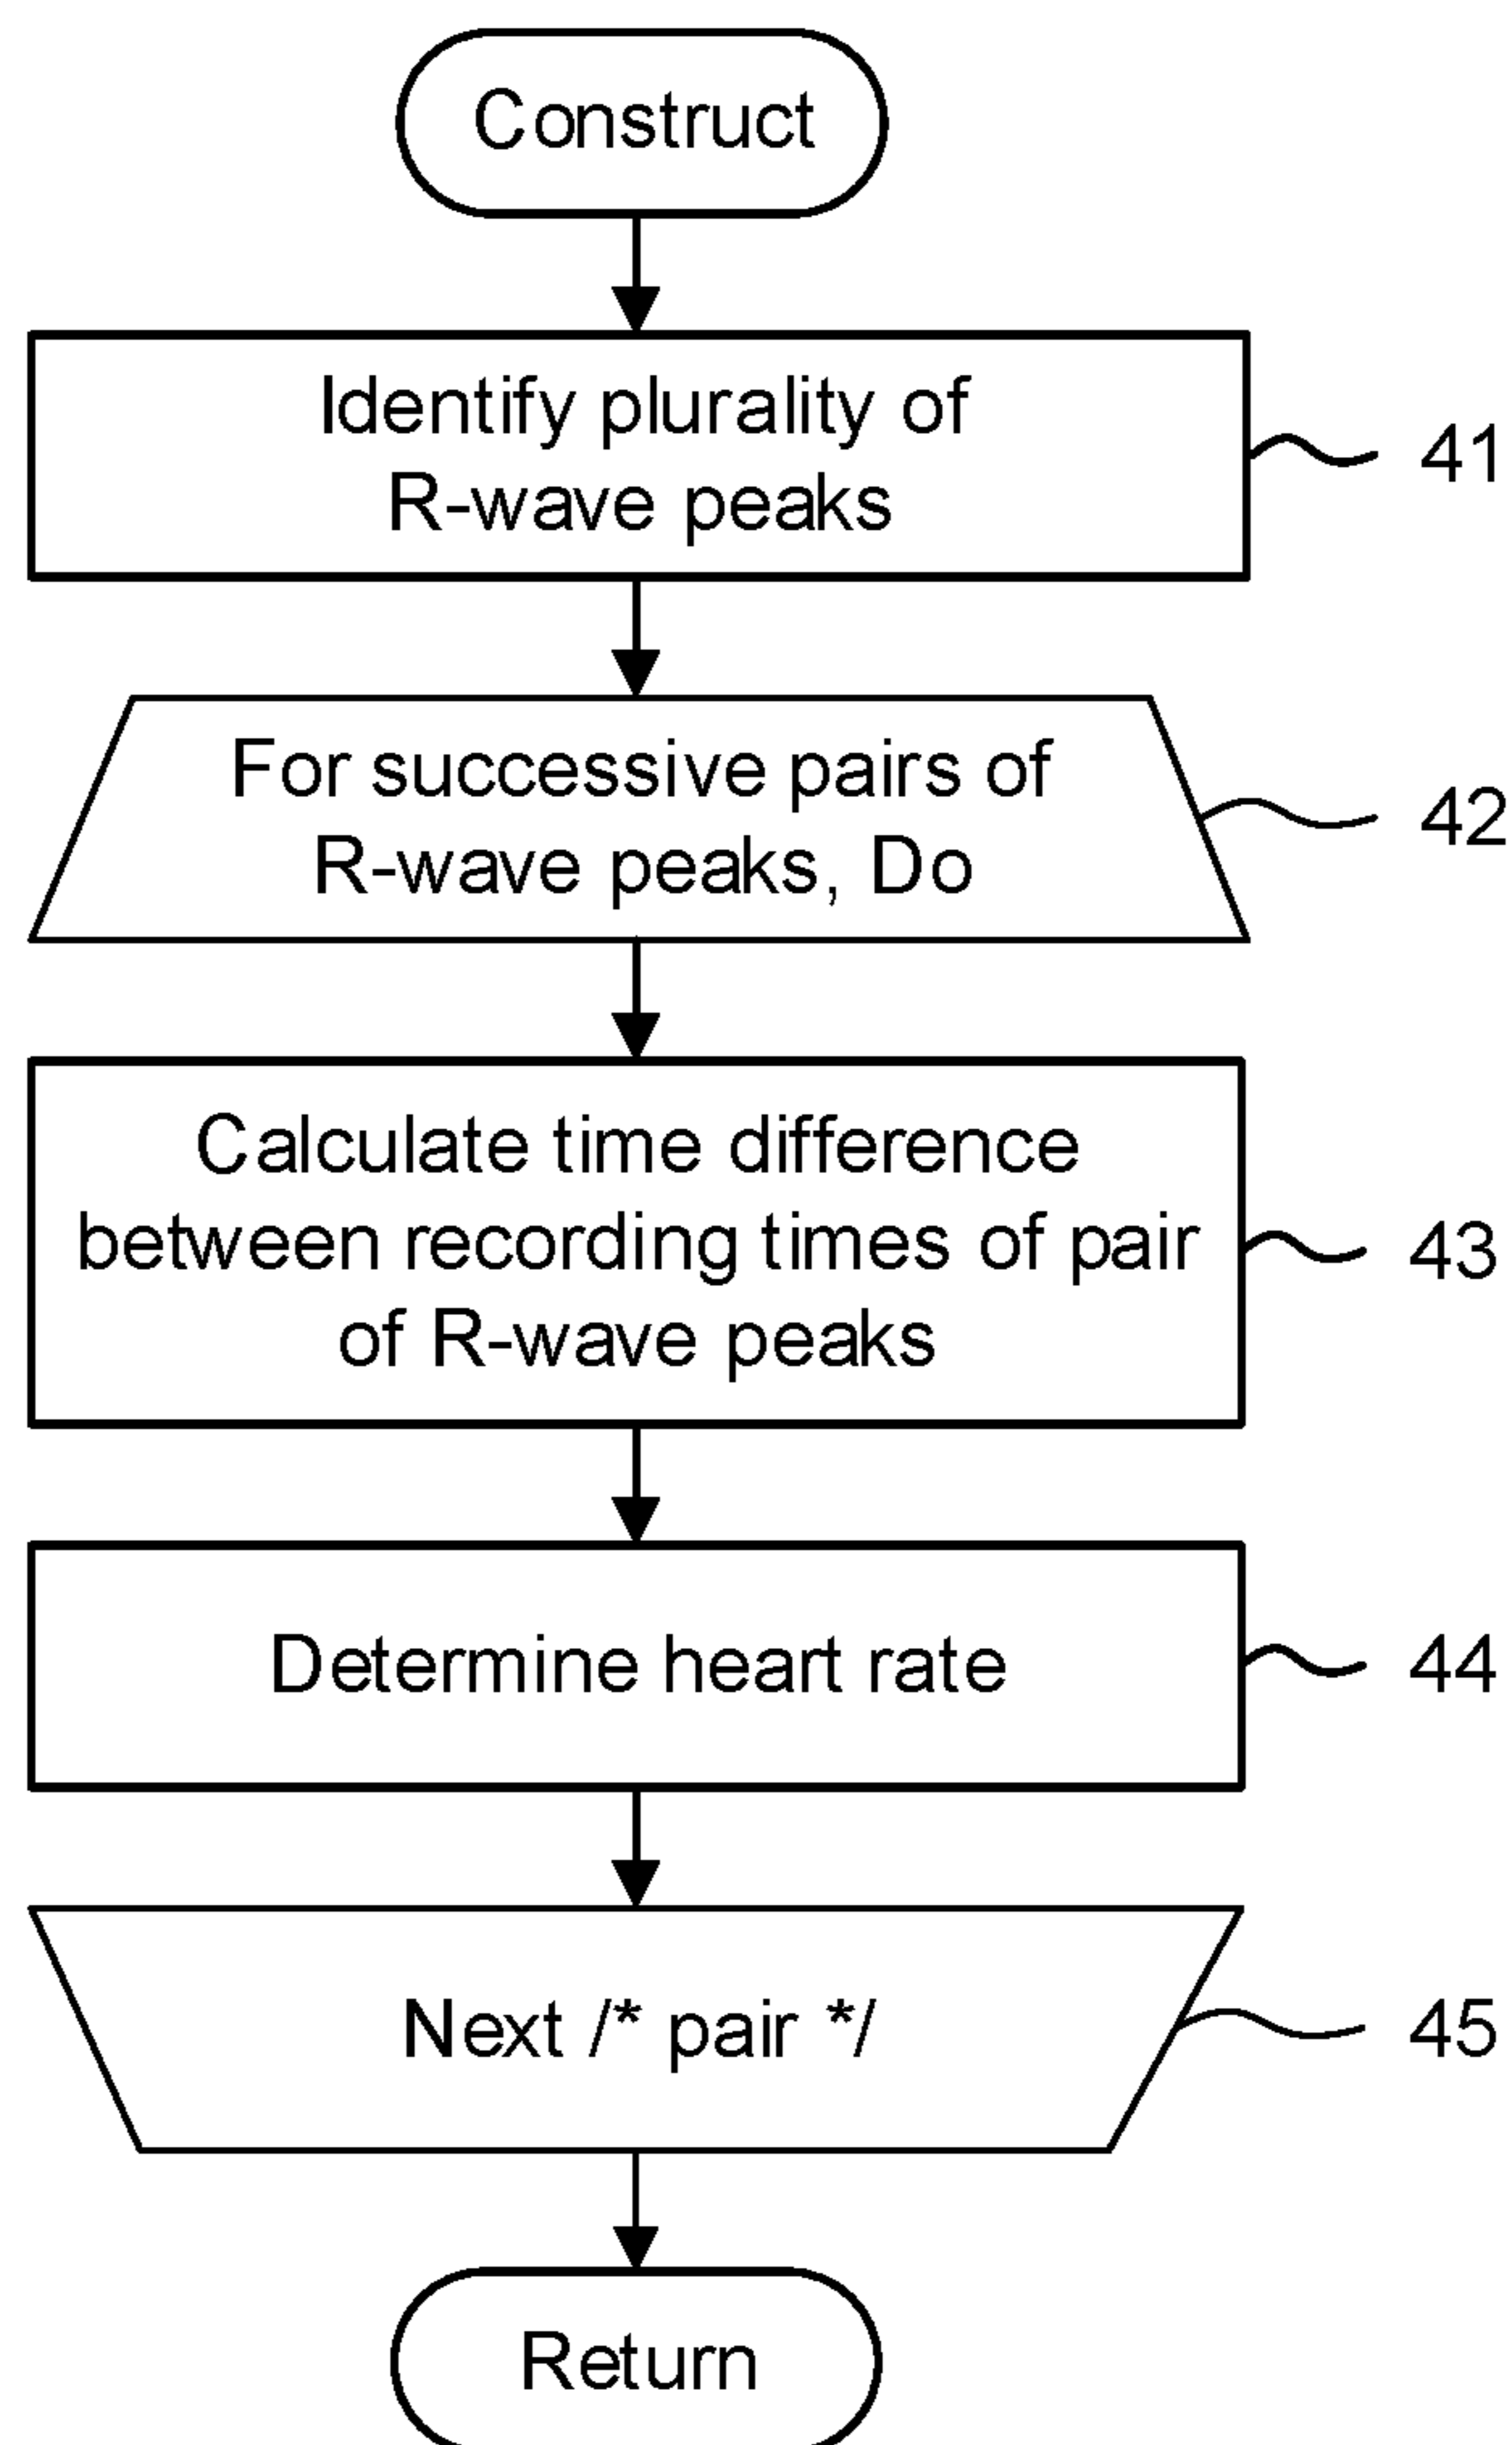 Construct
Identify plurality of
R-wave peaks
41
For successive pairs of
R-wave peaks, Do
42
Calculate time difference
between recording times of pair
of R-wave peaks
43
Determine heart rate
44
Next /* pair */
45
Return